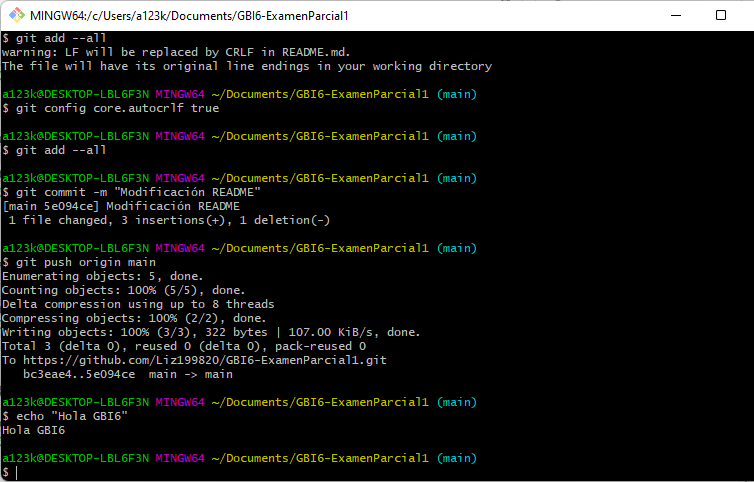 MINGW64:/c/Users/a123k/Documents/GBI6-ExamenParcial1
$ git add --all
warning: LF will be replaced by CRLF in README.md.
The file will have its original line endings in your working directory
a123k@DESKTOP-LBL6F3N MINGW64 ~/Documents/GBI6-ExamenParcial1 (main)
$ git config core.autocrlf true
a123k@DESKTOP-LBL6F3N MINGW64 ~/Documents/GBI6-ExamenParcial1 (main)
$ git add --all
a123k@DESKTOP-LBL6F3N MINGW64 ~/Documents/GBI6-ExamenParcial1 (main)
$ git commit -m "Modificación README"
[main 5e094ce] Modificación README
 1 file changed, 3 insertions(+), 1 deletion(-)
a123k@DESKTOP-LBL6F3N MINGW64 ~/Documents/GBI6-ExamenParcial1 (main)
$ git push origin main
Enumerating objects: 5, done.
Counting objects: 100% (5/5), done.
Delta compression using up to 8 threads
Compressing objects: 100% (2/2), done.
Writing objects: 100% (3/3), 322 bytes | 107.00 KiB/s, done.
Total 3 (delta 0), reused 0 (delta 0), pack-reused 0
To https://github.com/Liz199820/GBI6-ExamenParcial1.git
   bc3eae4..5e094ce  main -> main
a123k@DESKTOP-LBL6F3N MINGW64 ~/Documents/GBI6-ExamenParcial1 (main)
$ echo "Hola GBI6"
Hola GBI6
a123k@DESKTOP-LBL6F3N MINGW64 ~/Documents/GBI6-ExamenParcial1 (main)
$